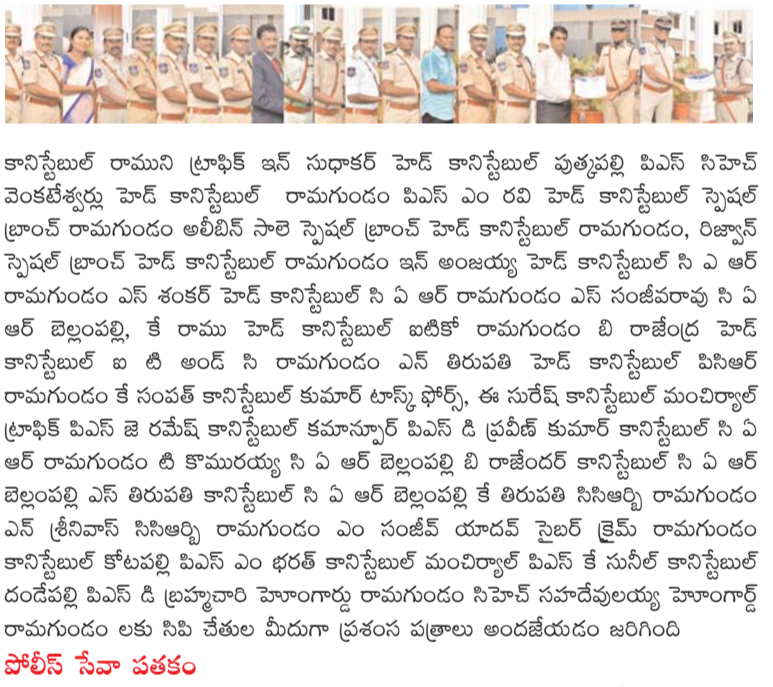 కానిస్టేబుల్ రాముని ట్రాఫిక్ ఇన్ సుధాకర్ హెడ్ కానిస్టేబుల్ పుత్కపల్లి పిఎస్ సిహెచ్
వెంకటేశ్వర్లు హెడ్ కానిస్టేబుల్ రామగుండం పిఎస్ ఎం రవి హెడ్ కానిస్టేబుల్ స్పెషల్
బ్రాంచ్ రామగుండం అలీబిన్ సాలె స్పెషల్ బ్రాంచ్ హెడ్ కానిస్టేబుల్ రామగుండం, రిజ్వాన్
స్పెషల్ బ్రాంచ్ హెడ్ కానిస్టేబుల్ రామగుండం ఇన్ అంజయ్య హెడ్ కానిస్టేబుల్ సి ఎ ఆర్
రామగుండం ఎస్ శంకర్ హెడ్ కానిస్టేబుల్ సి ఏ ఆర్ రామగుండం ఎస్ సంజీవరావు సి ఏ
ఆర్ బెల్లంపల్లి, కే రాము హెడ్ కానిస్టేబుల్ ఐటికో రామగుండం బి రాజేంద్ర హెడ్
కానిస్టేబుల్ ఐ టి అండ్ సి రామగుండం ఎన్ తిరుపతి హెడ్ కానిస్టేబుల్ పిసిఆర్
రామగుండం కే సంపత్ కానిస్టేబుల్ కుమార్ టాస్క్ ఫోర్స్, ఈ సురేష్ కానిస్టేబుల్ మంచిర్యాల్
ట్రాఫిక్ పిఎస్ జె రమేష్ కానిస్టేబుల్ కమాన్పూర్ పిఎస్ డి ప్రవీణ్ కుమార్ కానిస్టేబుల్ సి ఏ
ఆర్ రామగుండం టి కొమురయ్య సి ఏ ఆర్ బెల్లంపల్లి బి రాజేందర్ కానిస్టేబుల్ సి ఏ ఆర్
బెల్లంపల్లి ఎస్ తిరుపతి కానిస్టేబుల్ సి ఏ ఆర్ బెల్లంపల్లి కే తిరుపతి సిసిఆర్బి రామగుండం
ఎన్ శ్రీనివాస్ సిసిఆర్బి రామగుండం ఎం సంజీవ్ యాదవ్ సైబర్ క్రైమ్ రామగుండం
కానిస్టేబుల్ కోటపల్లి పిఎస్ ఎం భరత్ కానిస్టేబుల్ మంచిర్యాల్ పిఎస్ కే సునీల్ కానిస్టేబుల్
దండేపల్లి పిఎస్ డి బ్రహ్మచారి హెూంగార్డు రామగుండం సిహెచ్ సహదేవులయ్య హెూంగార్డ్
రామగుండం లకు సిపి చేతుల మీదుగా ప్రశంస పత్రాలు అందజేయడం జరిగింది
పోలీస్ సేవా పతకం